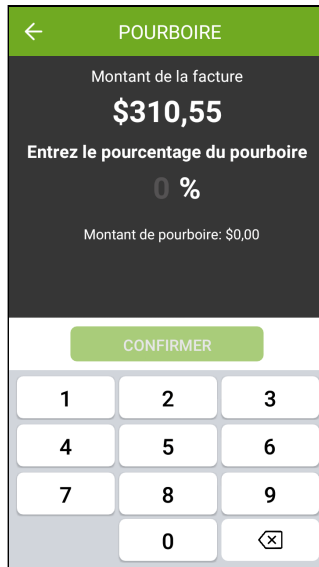 POURBOIRE
Montant de la facture
$310,55
Entrez le pourcentage du pourboire
0 %
Montant de pourboire: $0,00
CONFIRMER
1 2 3
4 5 6
7 8 9
0